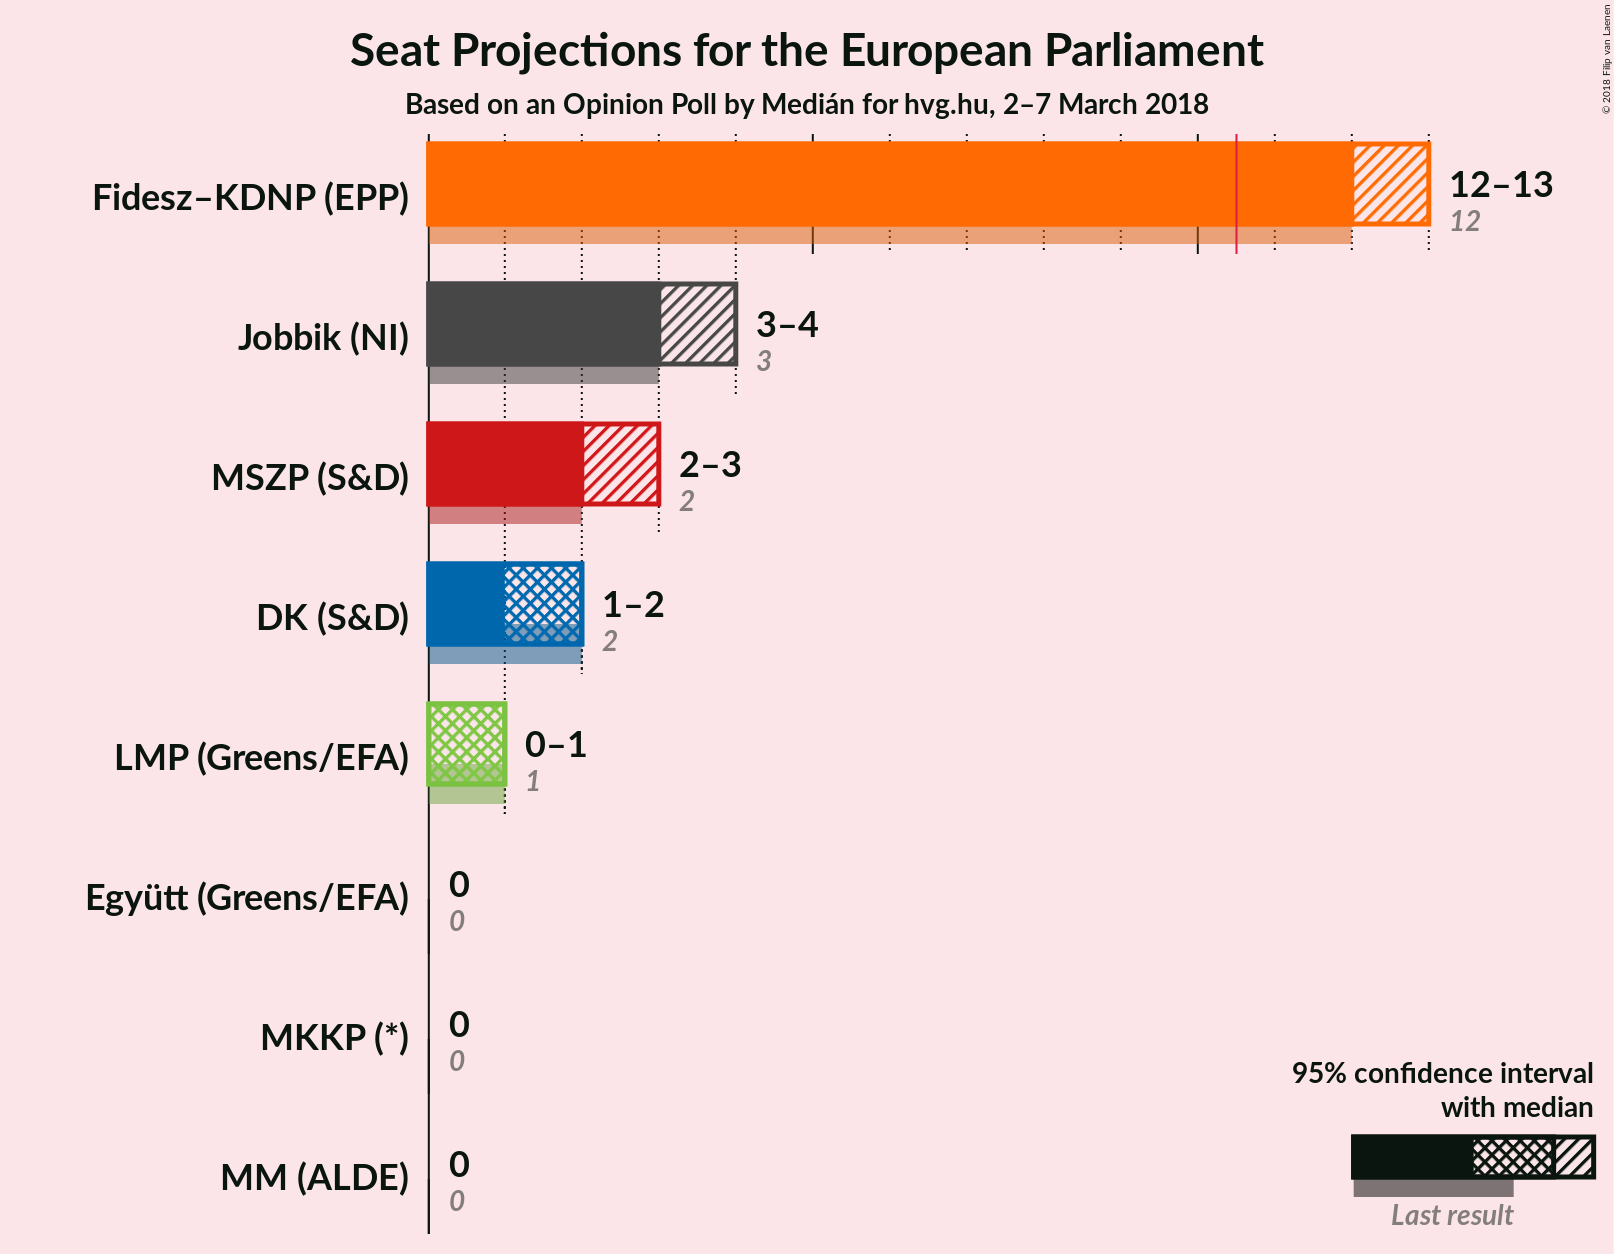 Seat Projections for the European Parliament
Based on an Opinion Poll by Medián for hvg.hu, 2–7 March 2018
© 2018 Filip van Laenen
Fidesz–KDNP (EPP)
12–13
12
Jobbik (NI)
3–4
3
MSZP (S&D)
2–3
2
DK (S&D)
1–2
2
LMP (Greens/EFA)
0–1
1
Együtt (Greens/EFA)
0
0
MKKP (*)
0
0
MM (ALDE)
0
0
95% confidence interval
with median
Last result